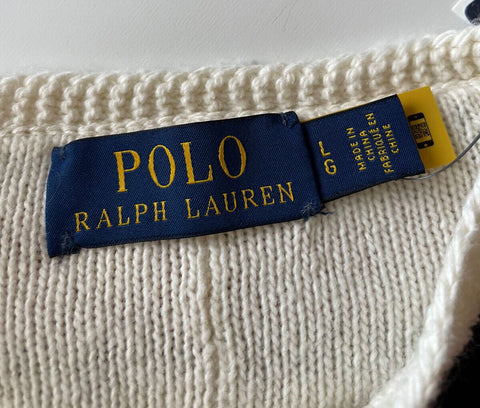 POLO
RALPH LAUREN
L
G
MADE IN
CHINA
FABRIQUÉ EN
CHINE